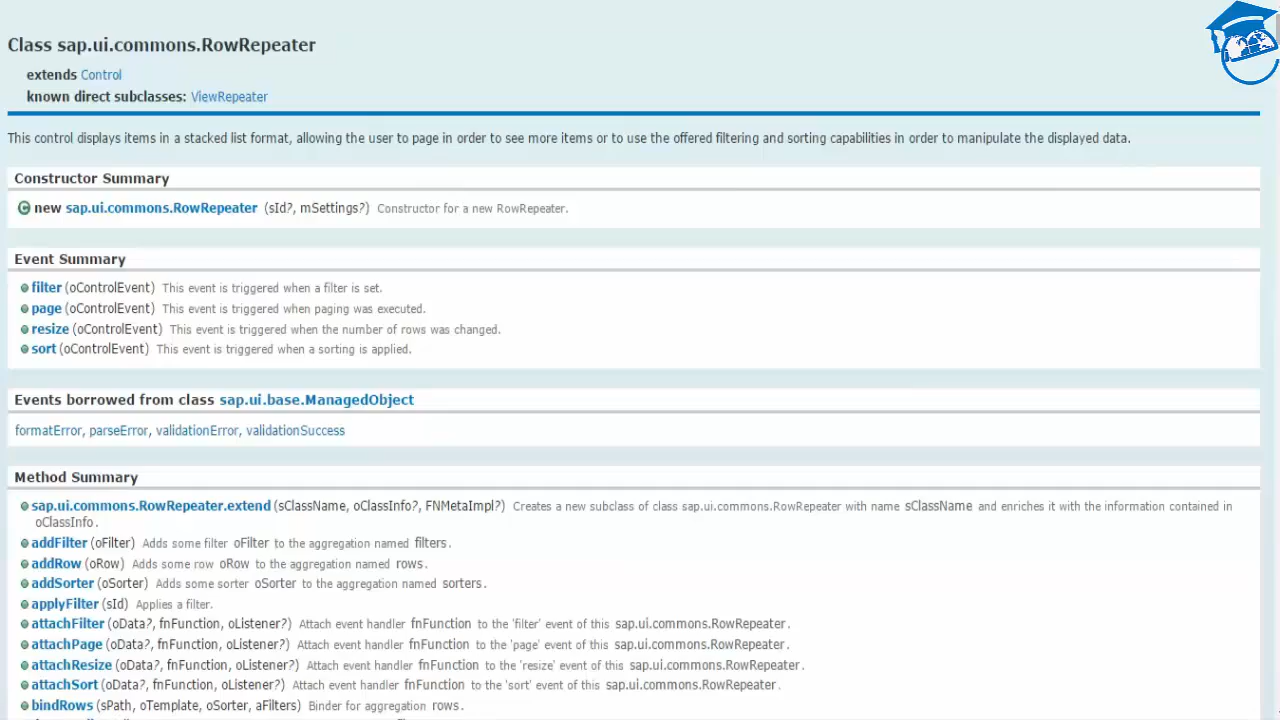 Class sap.ui.commons.RowRepeater
extends Control
known direct subclasses: ViewRepeater
This control displays items in a stacked list format, allowing the user to page in order to see more items or to use the offered filtering and sorting capabilities in order to manipulate the displayed data.
Constructor Summary
new sap.ui.commons.RowRepeater (sId?, mSettings?) Constructor for a new RowRepeater.
Event Summary
filter (oControlEvent) This event is triggered when a filter is set.
page (oControlEvent) This event is triggered when paging was executed.
resize (oControlEvent) This event is triggered when the number of rows was changed.
sort (oControlEvent) This event is triggered when a sorting is applied.
Events borrowed from class sap.ui.base.ManagedObject
formatError, parseError, validationError, validationSuccess
Method Summary
sap.ui.commons.RowRepeater.extend (sClassName, oClassInfo?, FNMetaImpl?) Creates a new subclass of class sap.ui.commons.RowRepeater with name sClassName and enriches it with the information contained in
oClassInfo.
addFilter (oFilter) Adds some filter oFilter to the aggregation named filters.
addRow (oRow) Adds some row oRow to the aggregation named rows.
addSorter (oSorter) Adds some sorter oSorter to the aggregation named sorters.
applyFilter (sId) Applies a filter.
attachFilter (oData?, fnFunction, oListener?) Attach event handler fnFunction to the 'filter' event of this sap.ui.commons.RowRepeater.
attachPage (oData?, fnFunction, oListener?) Attach event handler fnFunction to the 'page' event of this sap.ui.commons.RowRepeater.
attachResize (oData?, fnFunction, oListener?) Attach event handler fnFunction to the 'resize' event of this sap.ui.commons.RowRepeater.
attachSort (oData?, fnFunction, oListener?) Attach event handler fnFunction to the 'sort' event of this sap.ui.commons.RowRepeater.
bindRows (sPath, oTemplate, oSorter, aFilters) Binder for aggregation rows.